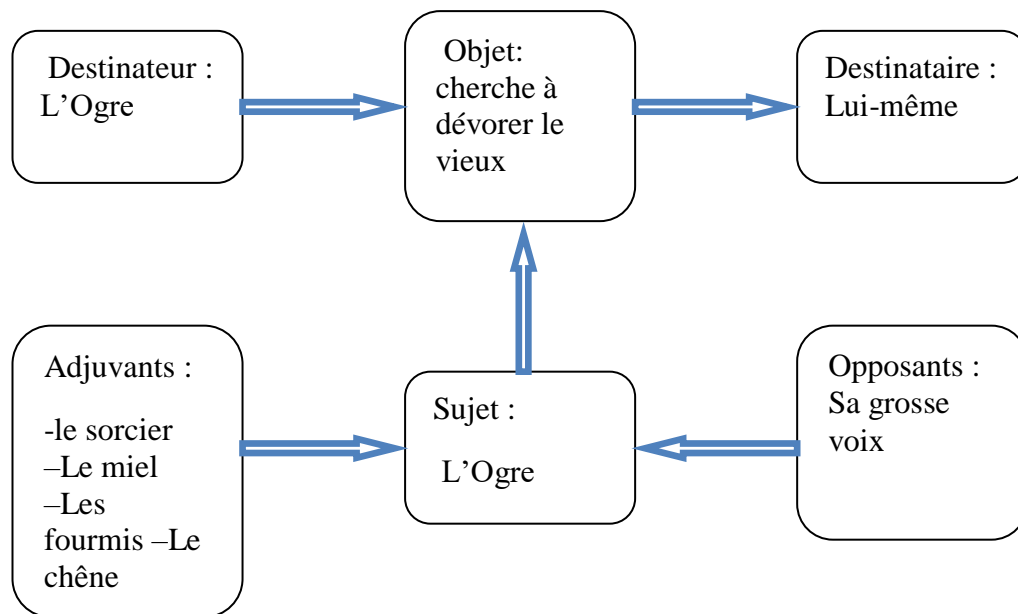 Destinateur :
L’Ogre
Objet:
cherche à
dévorer le
vieux
Destinataire :
Lui-même
Adjuvants :
-le sorcier
–Le miel
–Les
fourmis –Le
chêne
Sujet :
L’Ogre
Opposants :
Sa grosse
voix